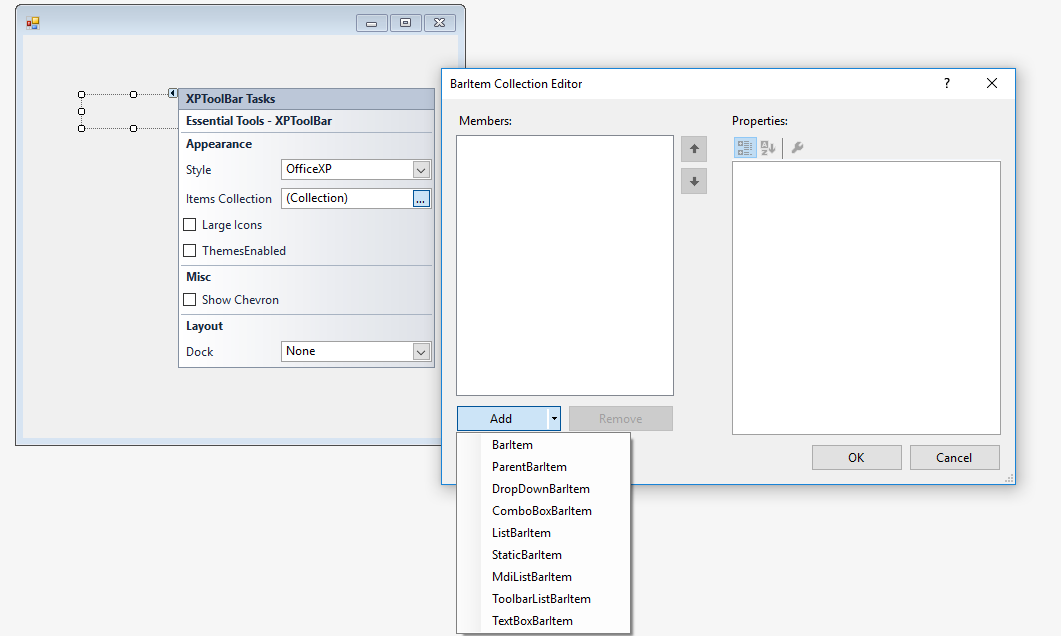 XPToolBar Tasks
Essential Tools - XPToolBar
Appearance
Style OfficeXP
Items Collection (Collection) ...
Large Icons
ThemesEnabled
Misc
Show Chevron
Layout
Dock None
BarItem Collection Editor ?
Members: Properties:
Add Remove
OK Cancel
BarItem
ParentBarItem
DropDownBarItem
ComboBoxBarItem
ListBarItem
StaticBarItem
MdiListBarItem
ToolbarListBarItem
TextBoxBarItem